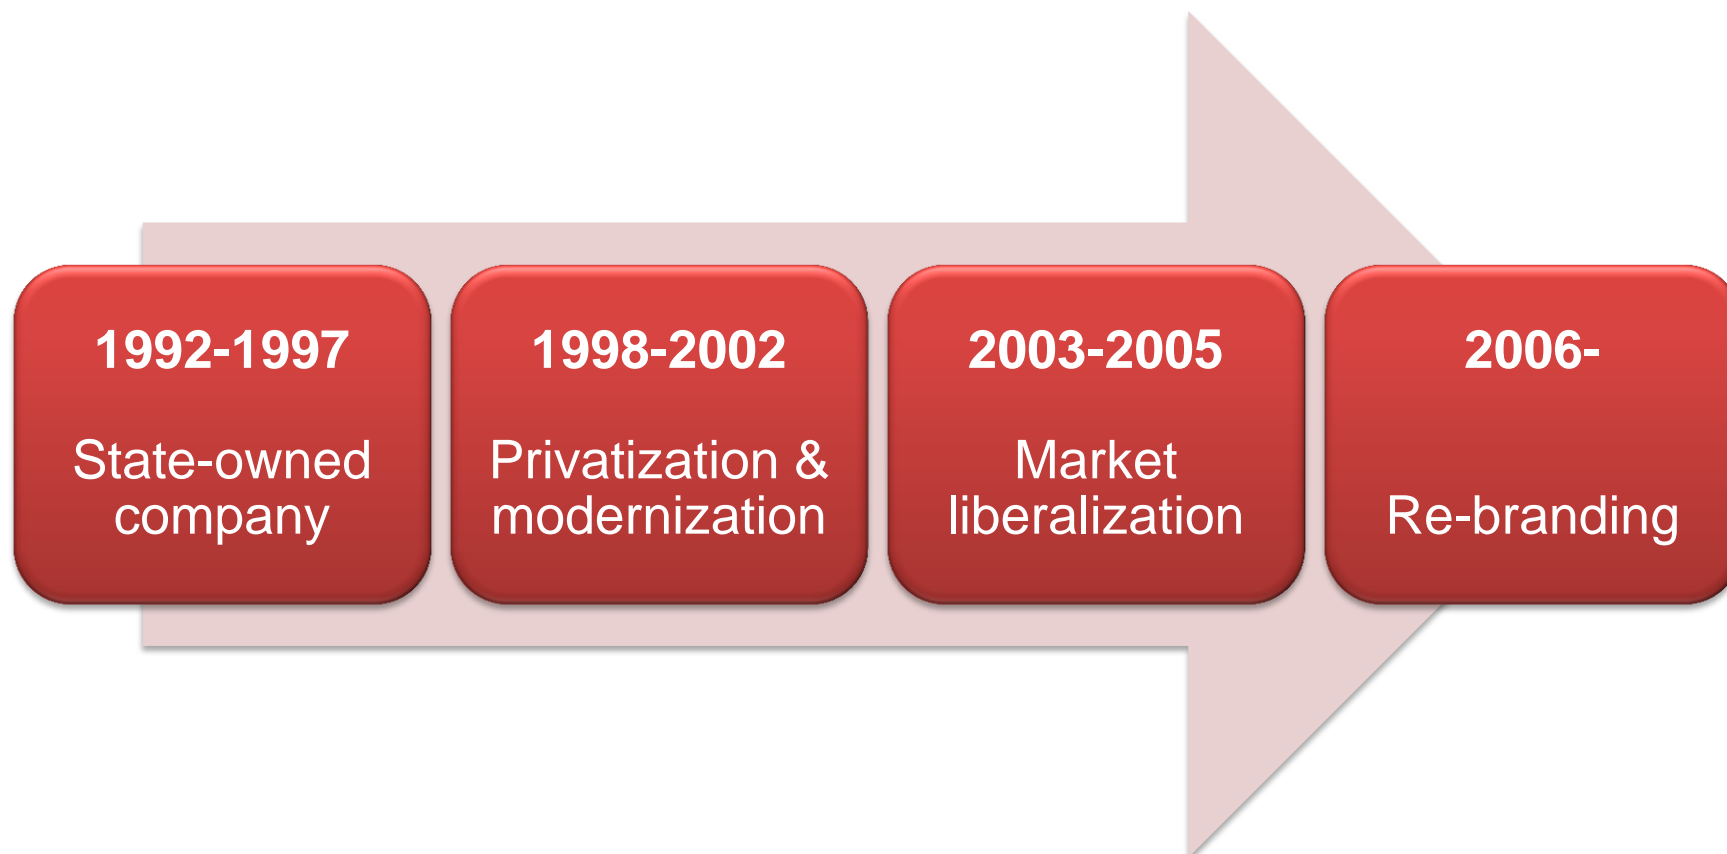 1992-1997
State-owned
company
1998-2002
Privatization &
modernization
2003-2005
Market
liberalization
2006-
Re-branding